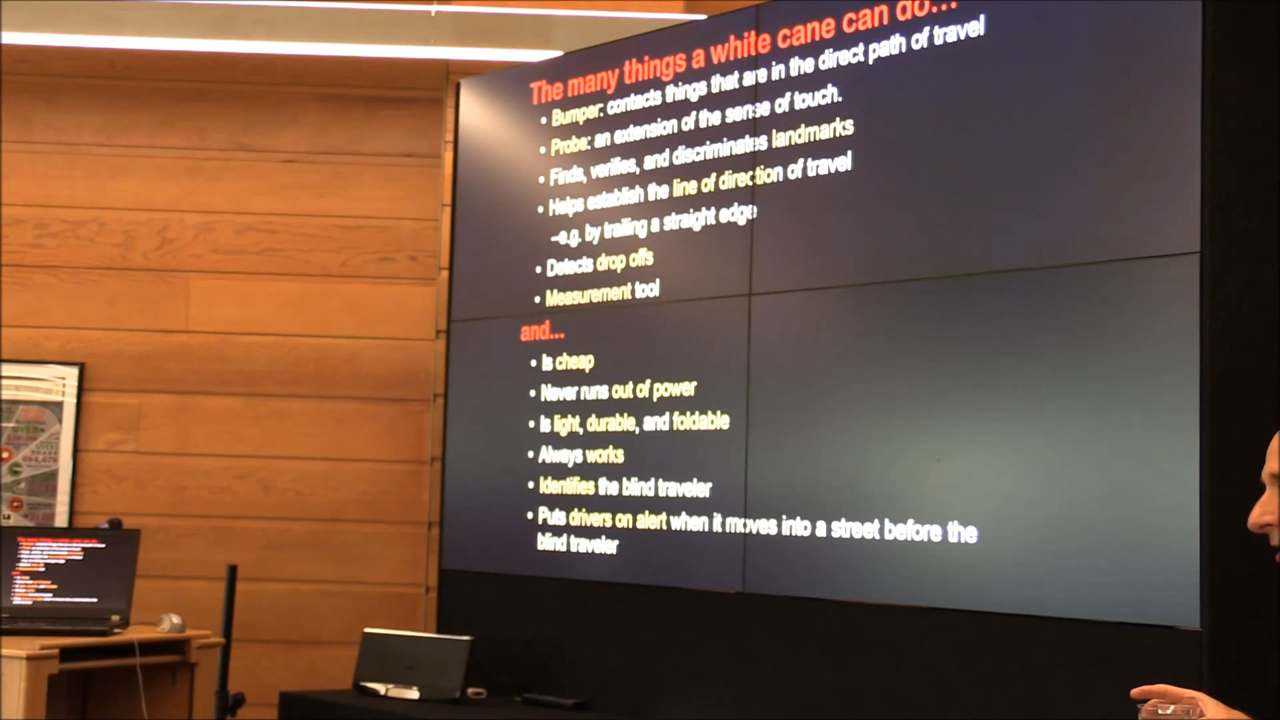 The many things a white cane can do...
• Bumper: contacts things that are in the direct path of travel
• Probe: an extension of the sense of touch.
• Finds, verifies, and discriminates landmarks
• Helps establish the line of direction of travel
–e.g. by trailing a straight edge
• Detects drop offs
• Measurement tool
and...
• Is cheap
• Never runs out of power
• Is light, durable, and foldable
• Always works
• Identifies the blind traveler
• Puts drivers on alert when it moves into a street before the
blind traveler